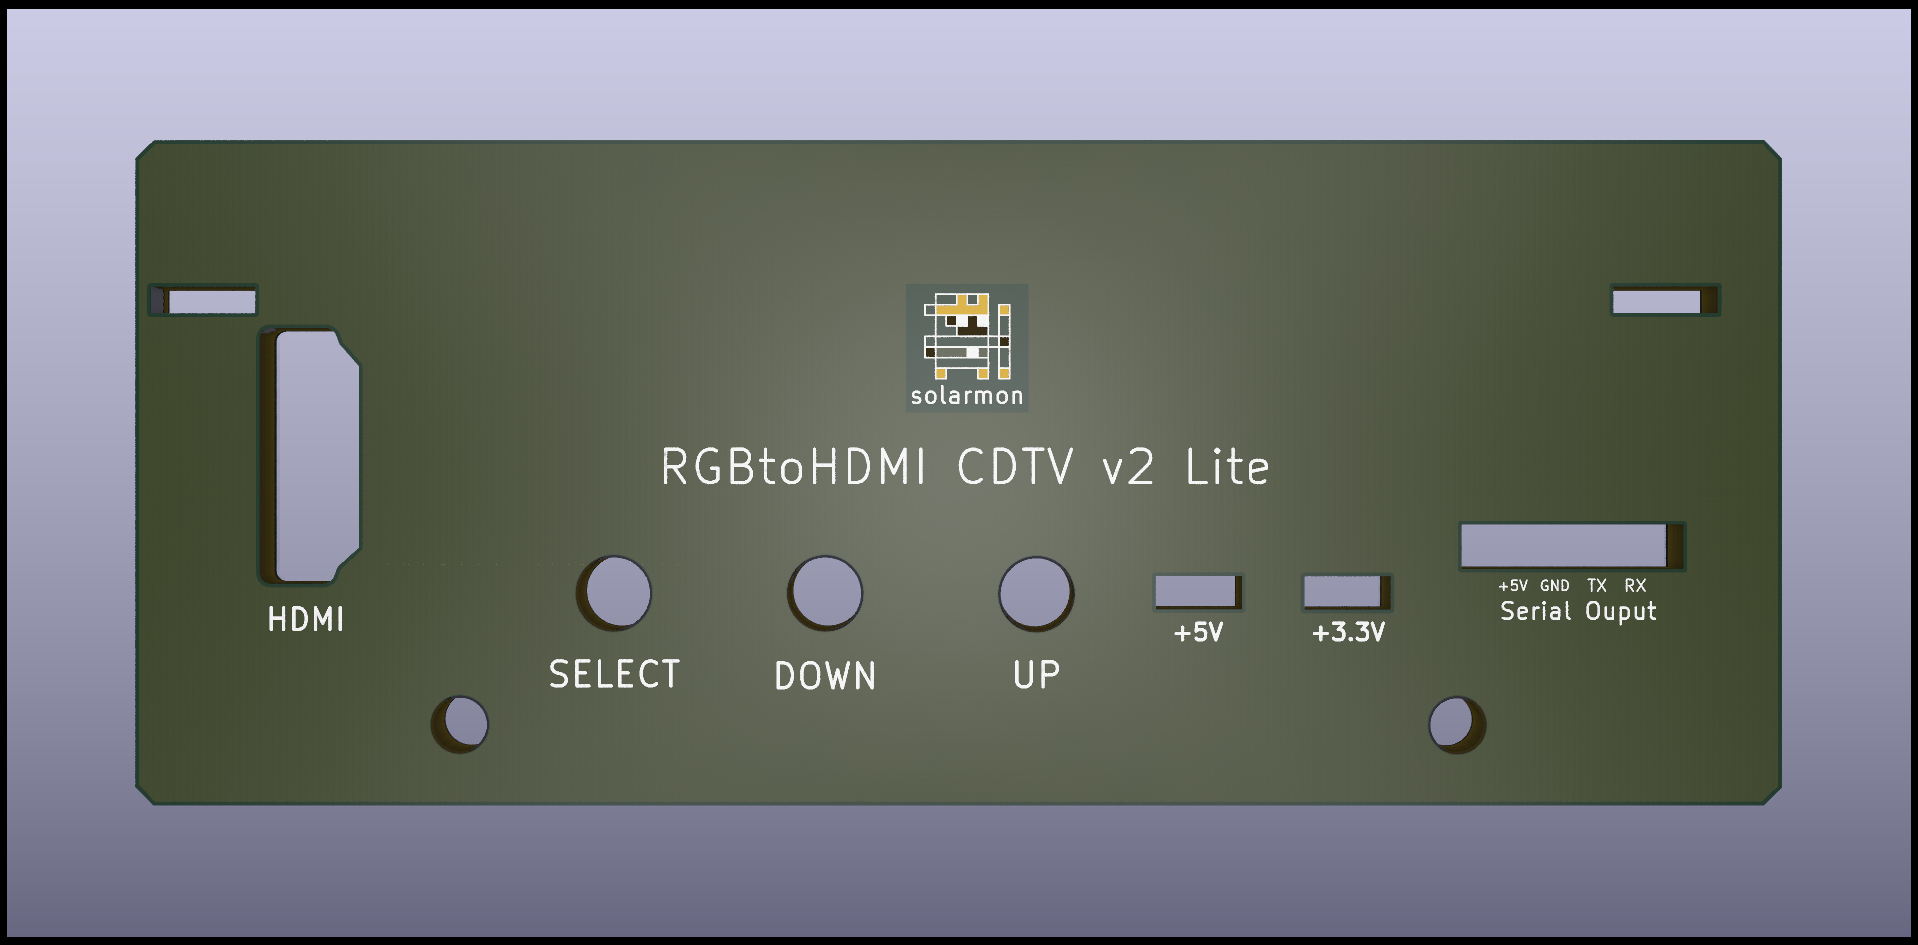 solarmon
RGBtoHDMI CDTV v2 Lite
HDMI
SELECT
DOWN
UP
+5V
+3.3V
+5V GND TX RX
Serial Ouput